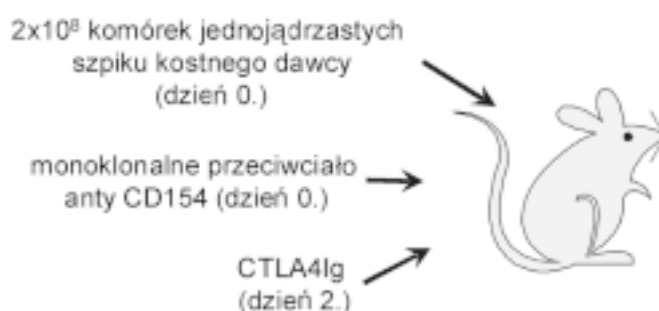 2x10⁸ komórek jednojądrzastych
szpiku kostnego dawcy
(dzień 0.)
monoklonalne przeciwciało
anty CD154 (dzień 0.)
CTLA4Ig
(dzień 2.)